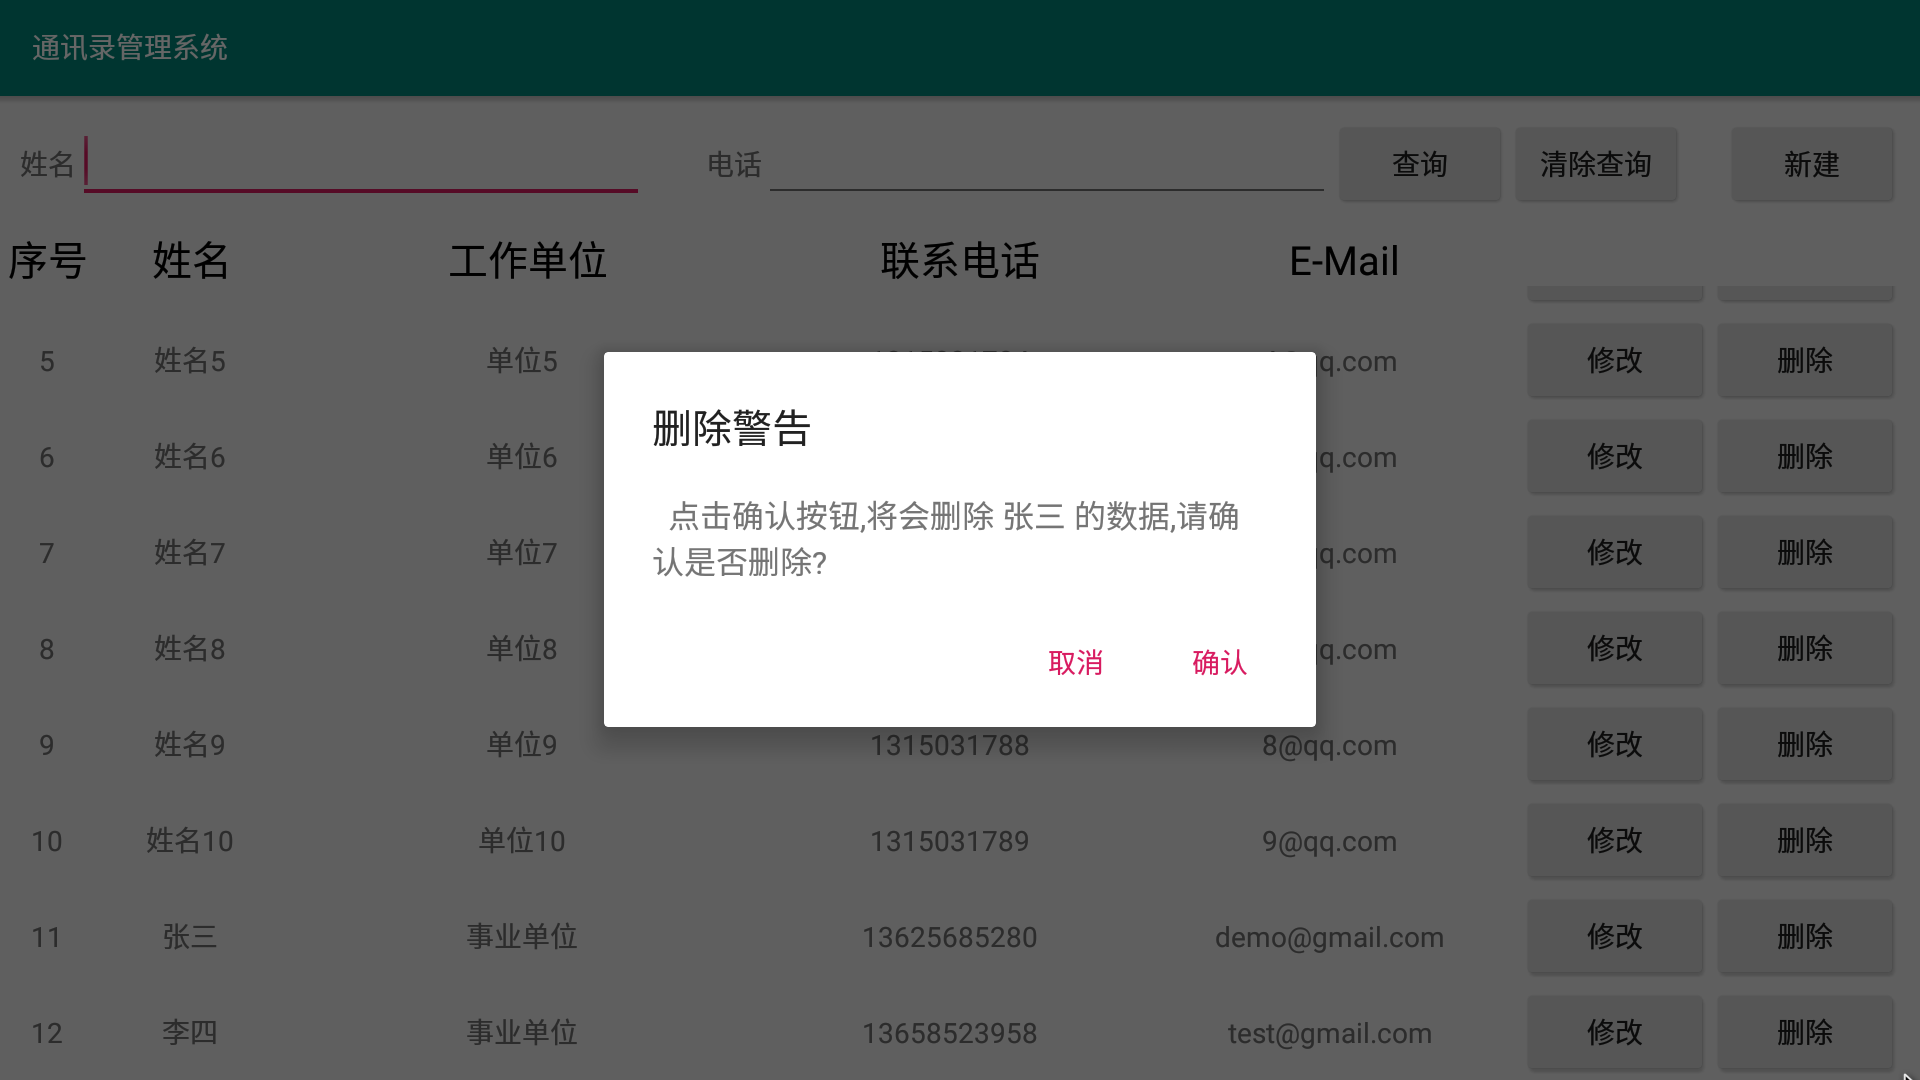 通讯录管理系统
姓名 电话 查询 清除查询 新建
序号 姓名 工作单位 联系电话 E-Mail
5 姓名5 单位5 q.com 修改 删除
6 姓名6 单位6 q.com 修改 删除
7 姓名7 单位7 q.com 修改 删除
8 姓名8 单位8 q.com 修改 删除
9 姓名9 单位9 1315031788 8@qq.com 修改 删除
10 姓名10 单位10 1315031789 9@qq.com 修改 删除
11 张三 事业单位 13625685280 demo@gmail.com 修改 删除
12 李四 事业单位 13658523958 test@gmail.com 修改 删除
删除警告
点击确认按钮,将会删除 张三 的数据,请确
认是否删除?
取消 确认